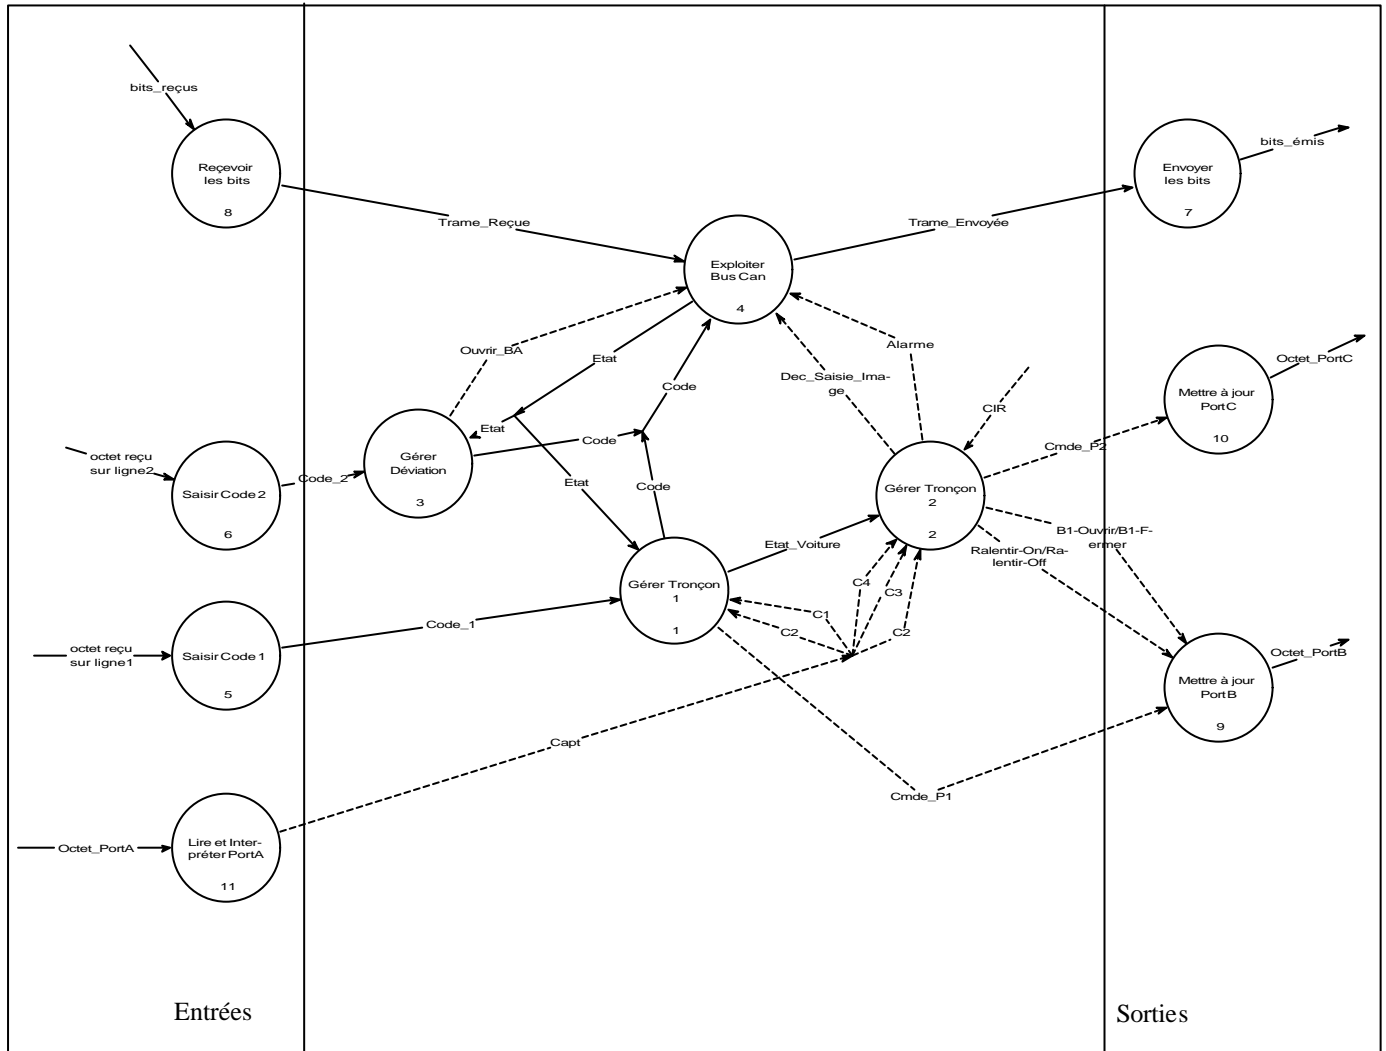 bits_reçus
Reçevoir
les bits
8
Trame_Reçue
Exploiter
Bus Can
4
Trame_Envoyée
Envoyer
les bits
7
bits_émis
Ouvrir_BA
Etat
Code
Alarme
Dec_Saisie_Ima-
ge
CIR
Mettre à jour
PortC
10
Octet_PortC
octet reçu
sur ligne2
Saisir Code 2
6
Code_2
Gérer
Déviation
3
Etat
Code
Etat
Code
Gérer Tronçon
2
2
Cmde_P2
B1-Ouvrir/B1-F-
ermer
Ralentir-On/Ra-
lentir-Off
Etat_Voiture
Gérer Tronçon
1
1
C4
C3
C1
C2
C2
octet reçu
sur ligne1
Saisir Code 1
5
Code_1
Mettre à jour
PortB
9
Octet_PortB
Capt
Cmde_P1
Octet_PortA
Lire et Inter-
préter PortA
11
Entrées
Sorties